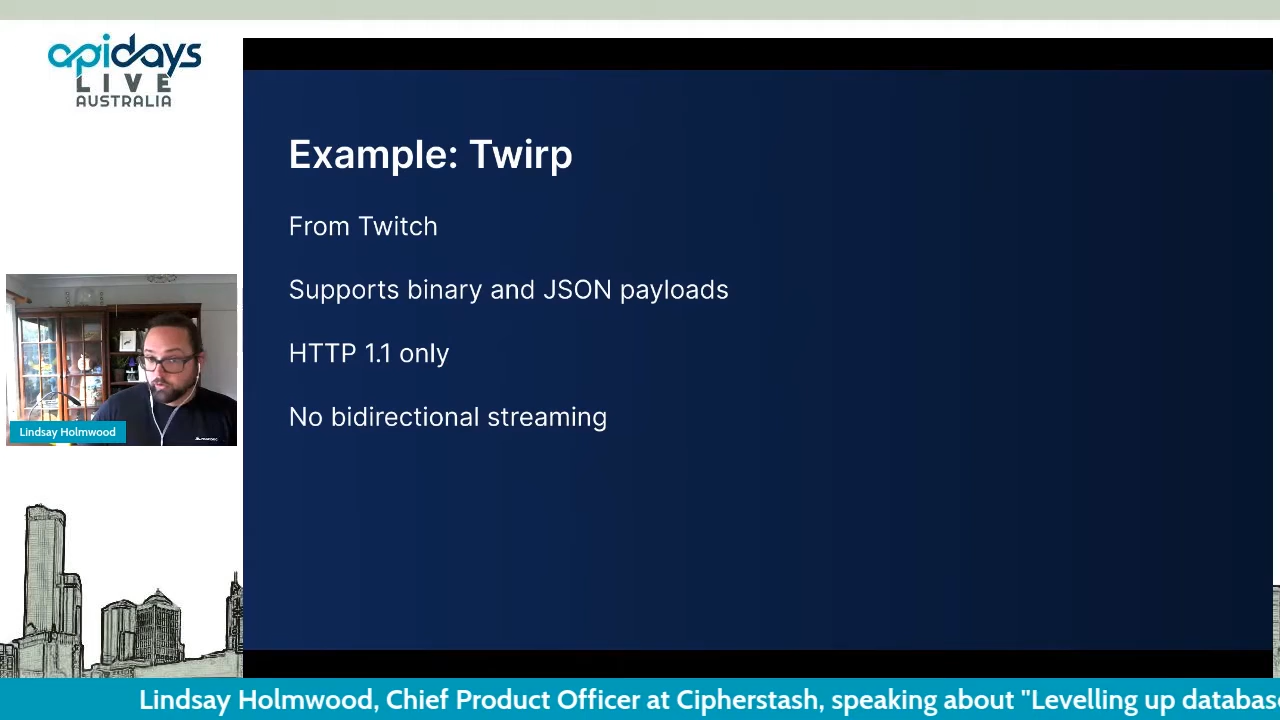 apidays
LIVE
AUSTRALIA
Example: Twirp
From Twitch
Supports binary and JSON payloads
HTTP 1.1 only
No bidirectional streaming
Lindsay Holmwood
Lindsay Holmwood, Chief Product Officer at Cipherstash, speaking about "Levelling up databas